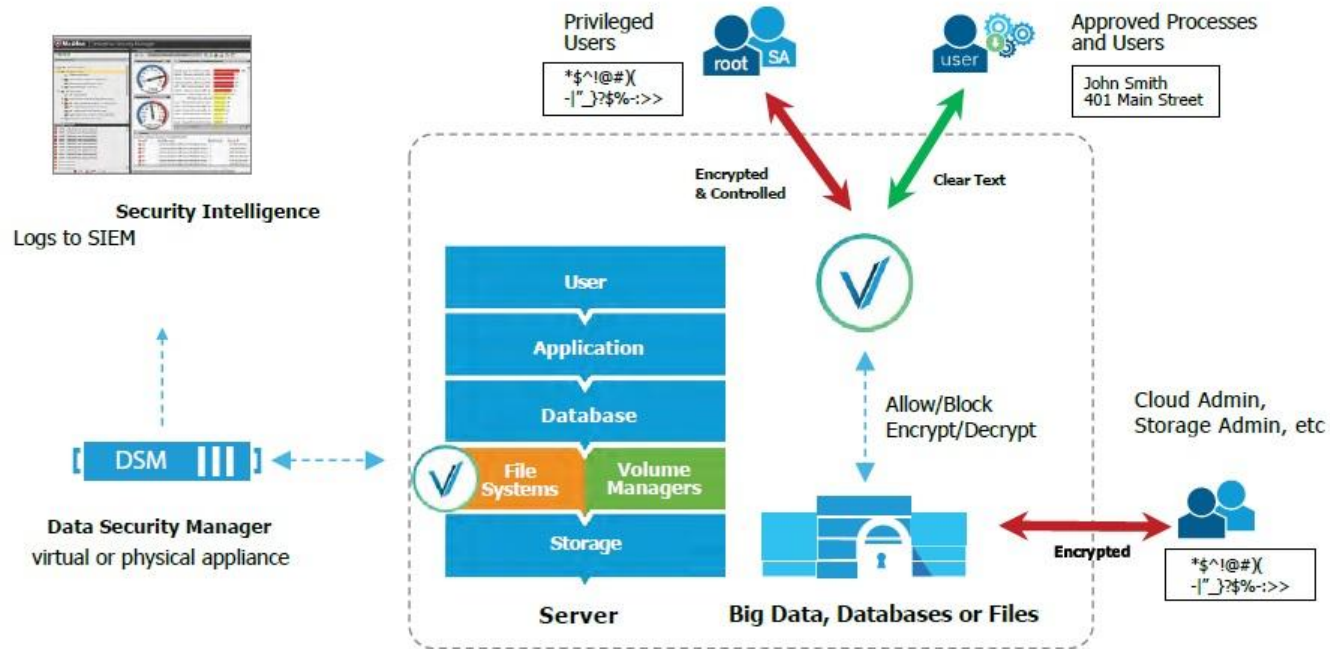 Privileged
Users
*$^!@#)(
-|"_}?$%-:>>
root
SA
user
Approved Processes
and Users
John Smith
401 Main Street
Encrypted
& Controlled
Clear Text
Security Intelligence
Logs to SIEM
User
Application
Database
File
Systems
Volume
Managers
Storage
Server
Allow/Block
Encrypt/Decrypt
Cloud Admin,
Storage Admin, etc
DSM
Data Security Manager
virtual or physical appliance
Encrypted
*$^!@#)(
-|"_}?$%-:>>
Big Data, Databases or Files